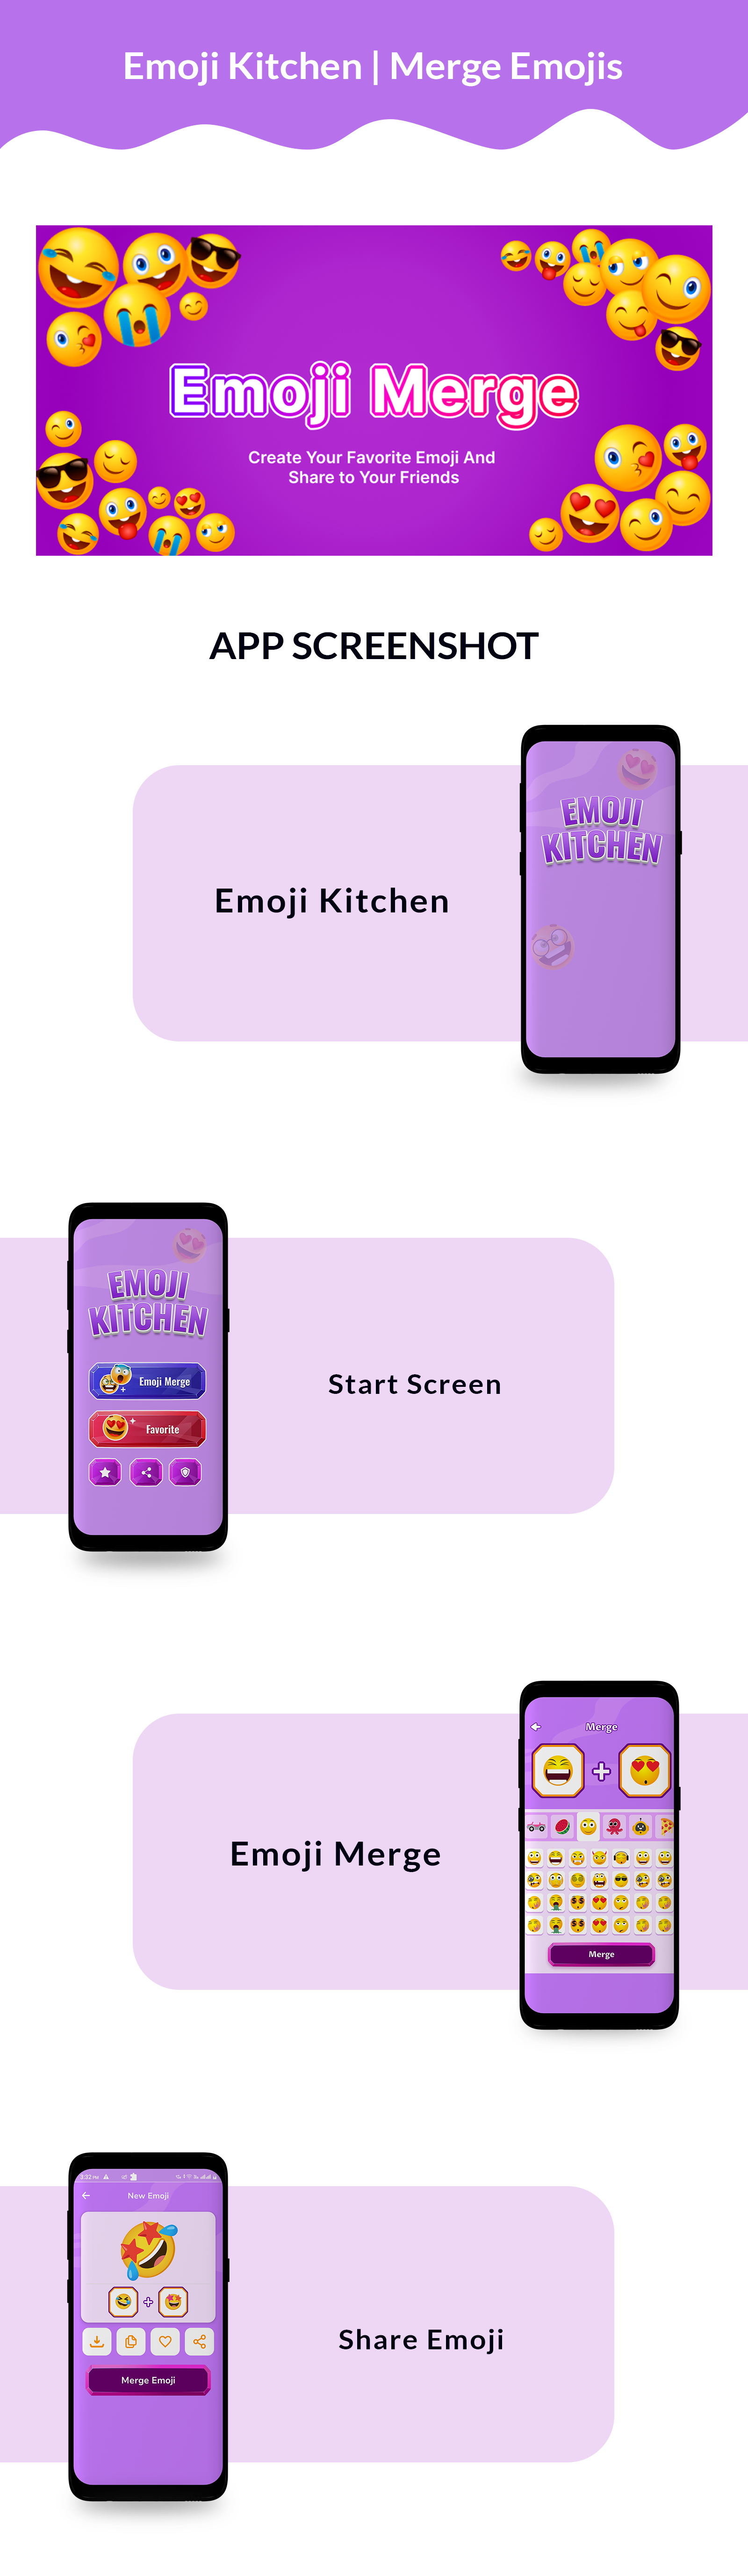 Emoji Kitchen | Merge Emojis
Emoji Merge
Create Your Favorite Emoji And
Share to Your Friends
APP SCREENSHOT
EMOJI
KITCHEN
Emoji Kitchen
EMOJI
KITCHEN
Emoji Merge
Favorite
Start Screen
Merge
Emoji Merge
Merge
New Emoji
Share Emoji
Merge Emoji